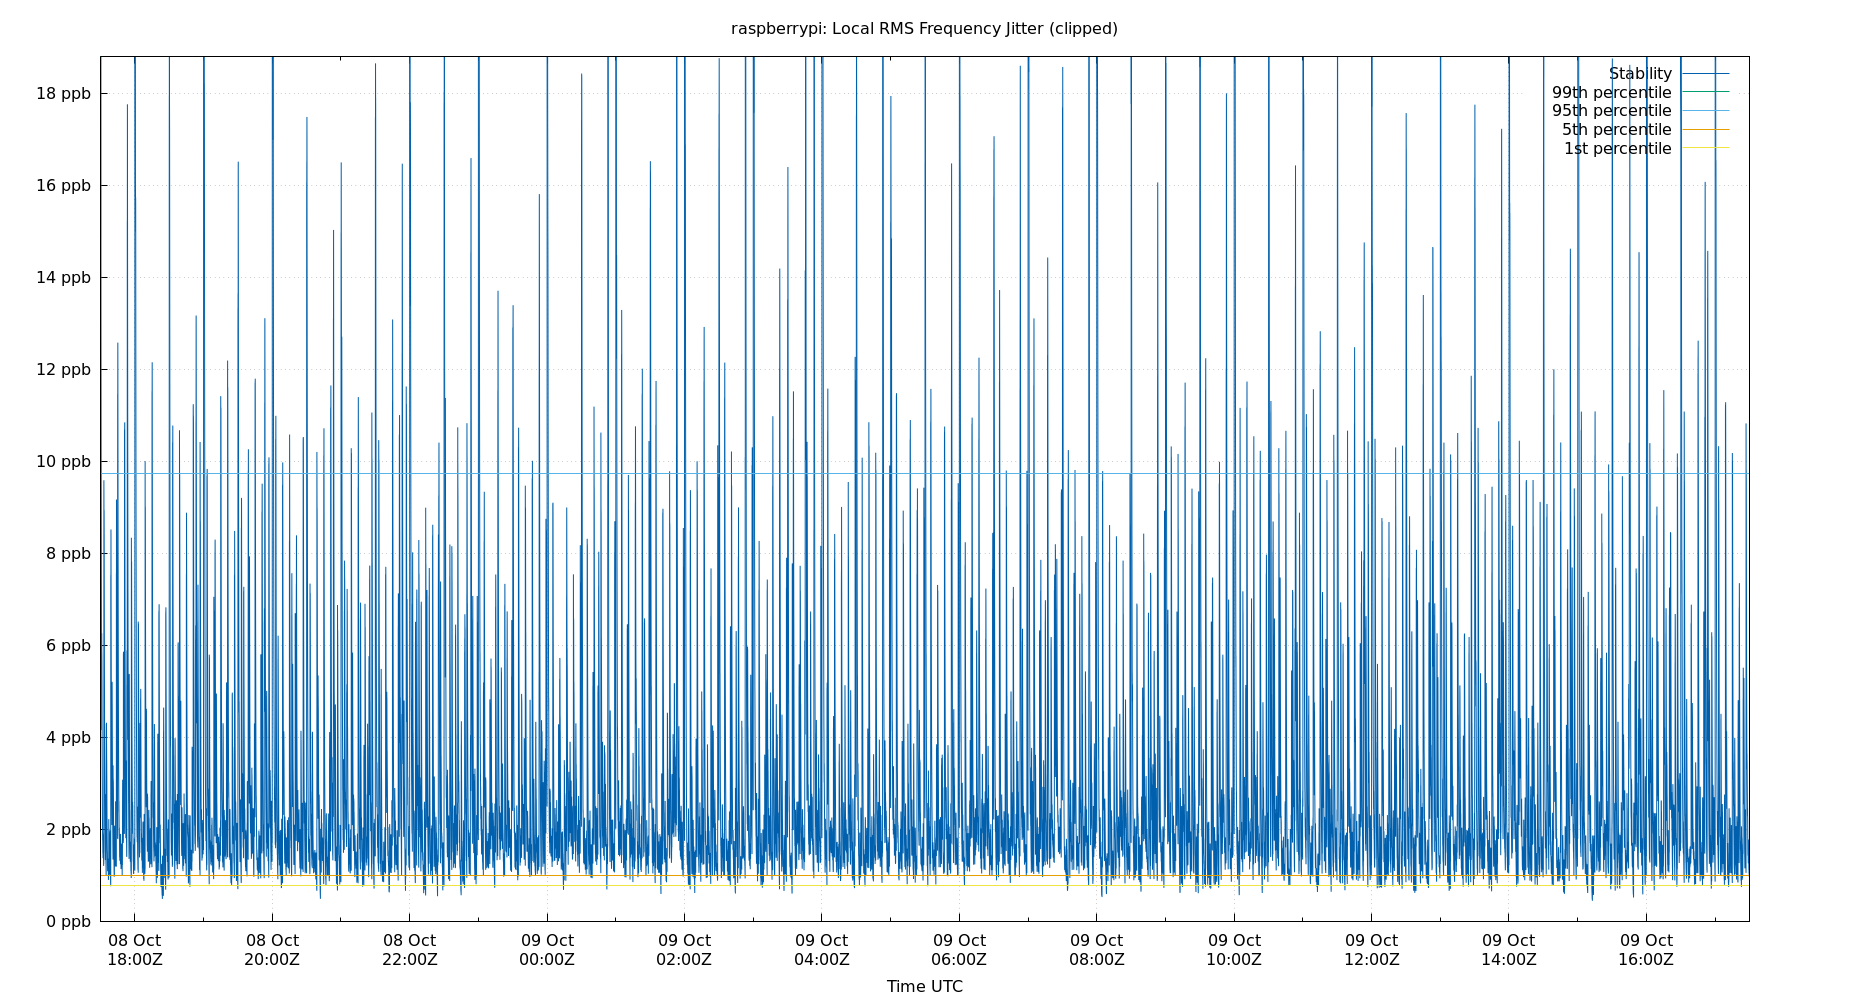 raspberrypi: Local RMS Frequency Jitter (clipped)
Stability
99th percentile
95th percentile
5th percentile
1st percentile
18 ppb
16 ppb
14 ppb
12 ppb
10 ppb
8 ppb
6 ppb
4 ppb
2 ppb
0 ppb
08 Oct 08 Oct 08 Oct 09 Oct 09 Oct 09 Oct 09 Oct 09 Oct 09 Oct 09 Oct 09 Oct 09 Oct
18:00Z 20:00Z 22:00Z 00:00Z 02:00Z 04:00Z 06:00Z 08:00Z 10:00Z 12:00Z 14:00Z 16:00Z
Time UTC